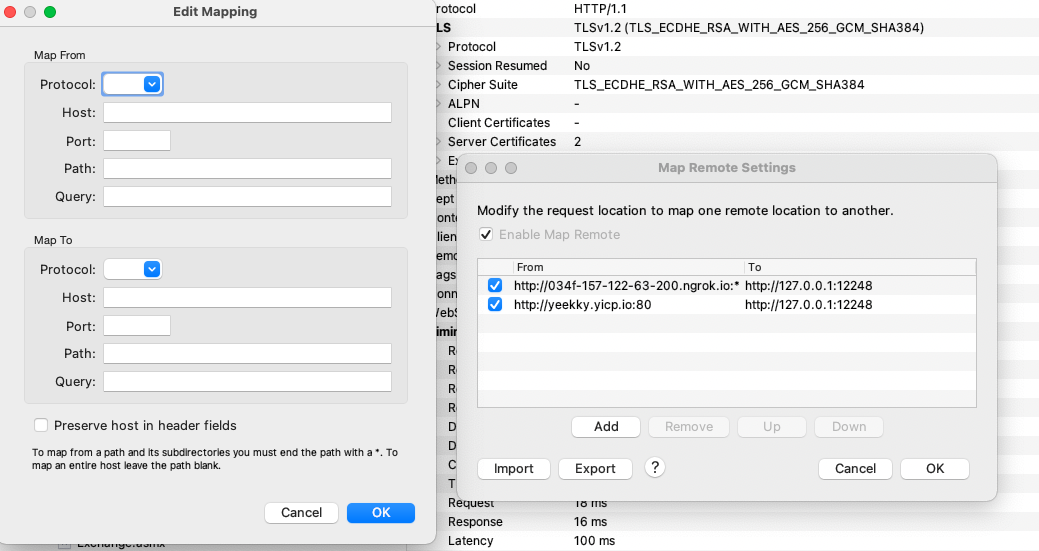 Edit Mapping
Map From
Protocol:
Host:
Port:
Path:
Query:
Map To
Protocol:
Host:
Port:
Path:
Query:
Preserve host in header fields
To map from a path and its subdirectories you must end the path with a *. To
map an entire host leave the path blank.
Cancel OK
Exchange.asmx
rotocol HTTP/1.1
LS TLSv1.2 (TLS_ECDHE_RSA_WITH_AES_256_GCM_SHA384)
Protocol TLSv1.2
Session Resumed No
Cipher Suite TLS_ECDHE_RSA_WITH_AES_256_GCM_SHA384
ALPN -
Client Certificates -
Server Certificates 2
Map Remote Settings
Modify the request location to map one remote location to another.
Enable Map Remote
From To
http://034f-157-122-63-200.ngrok.io:* http://127.0.0.1:12248
http://yeekky.yicp.io:80 http://127.0.0.1:12248
Add Remove Up Down
Import Export ? Cancel OK
Request 18 ms
Response 16 ms
Latency 100 ms